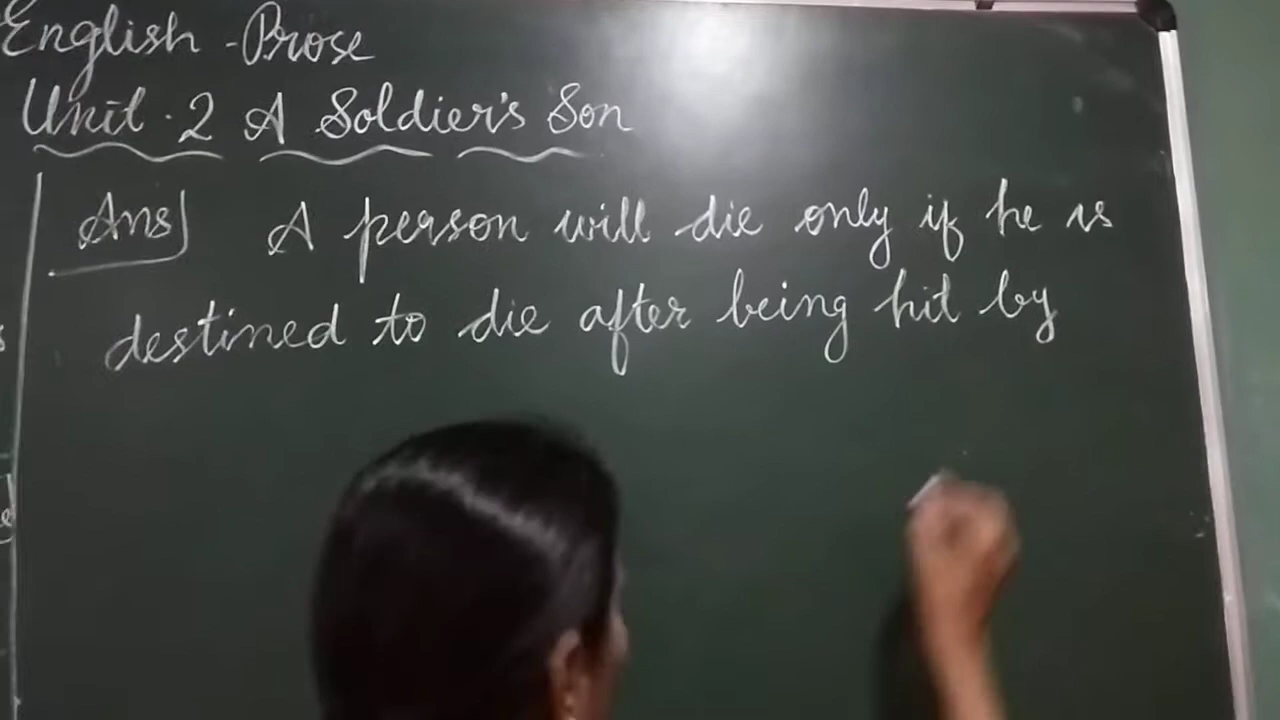 English - Prose
Unit. 2 A Soldier's Son
Ans] A person will die only if he is
destined to die after being hit by